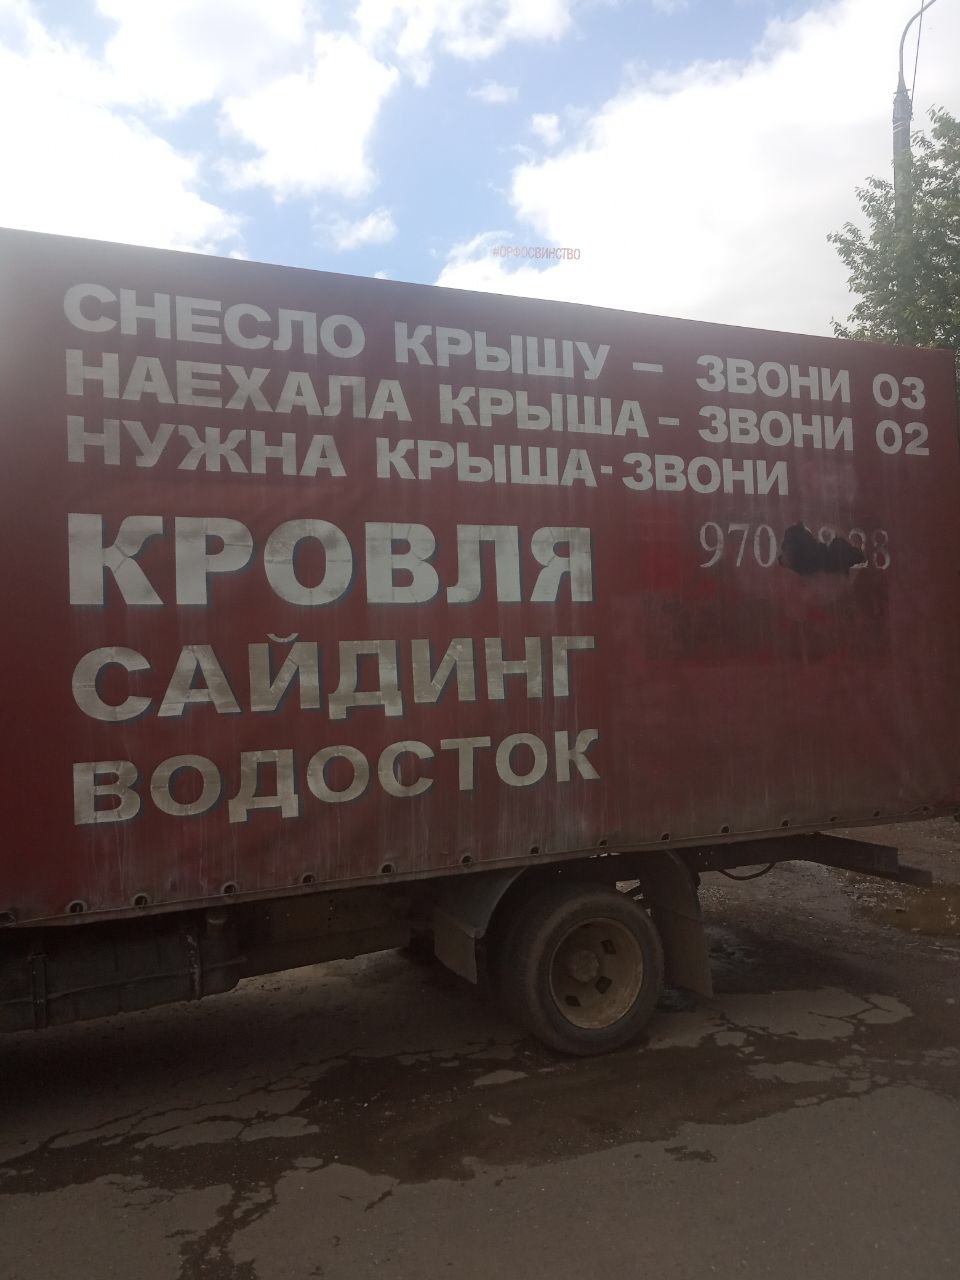 #ОРФОСВИНСТВО
СНЕСЛО КРЫШУ – ЗВОНИ 03
НАЕХАЛА КРЫША – ЗВОНИ 02
НУЖНА КРЫША - ЗВОНИ
КРОВЛЯ
САЙДИНГ
ВОДОСТОК